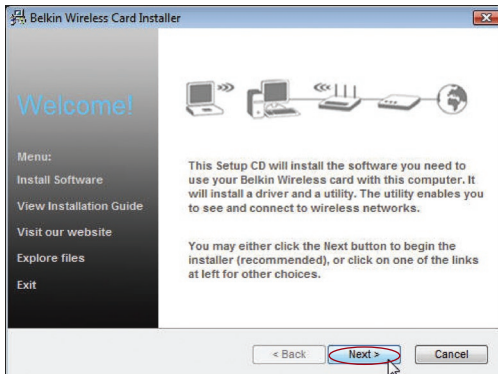 Belkin Wireless Card Installer
Welcome!
Menu:
Install Software
View Installation Guide
Visit our website
Explore files
Exit
This Setup CD will install the software you need to
use your Belkin Wireless card with this computer. It
will install a driver and a utility. The utility enables you
to see and connect to wireless networks.
You may either click the Next button to begin the
installer (recommended), or click on one of the links
at left for other choices.
< Back
Next >
Cancel